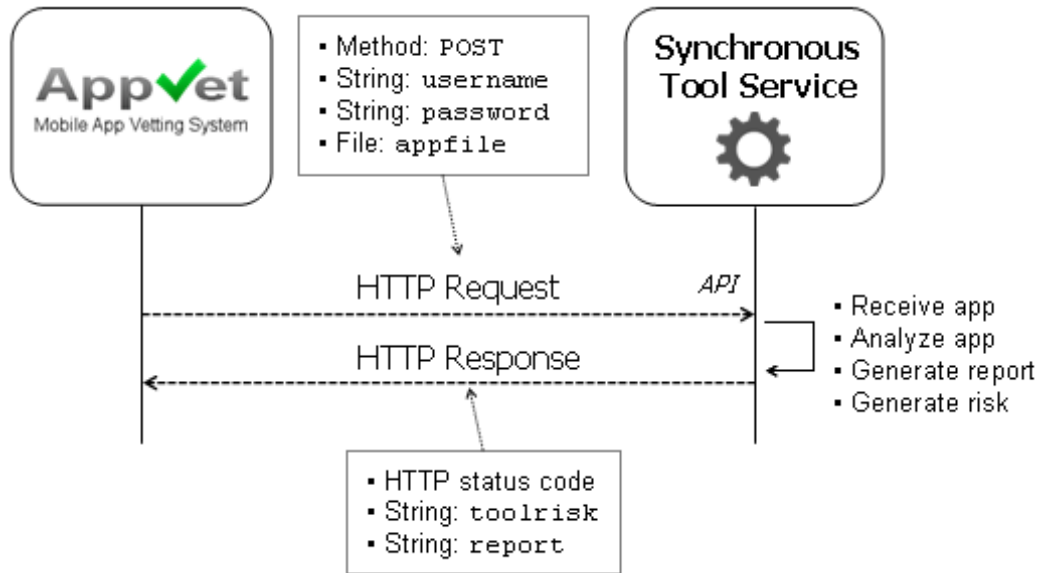 AppVet
Mobile App Vetting System
▪ Method: POST
▪ String: username
▪ String: password
▪ File: appfile
Synchronous
Tool Service
HTTP Request
API
▪ Receive app
▪ Analyze app
▪ Generate report
▪ Generate risk
HTTP Response
▪ HTTP status code
▪ String: toolrisk
▪ String: report